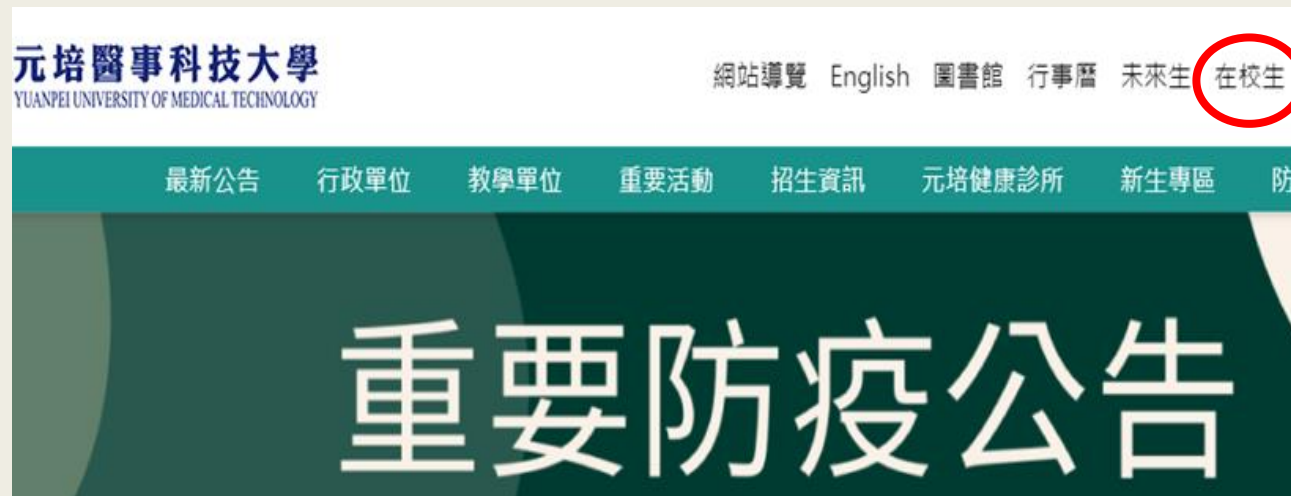 元培醫事科技大學
YUANPEI UNIVERSITY OF MEDICAL TECHNOLOGY
網站導覽 English 圖書館 行事曆 未來生 在校生
最新公告 行政單位 教學單位 重要活動 招生資訊 元培健康診所 新生專區 防
重要防疫公告